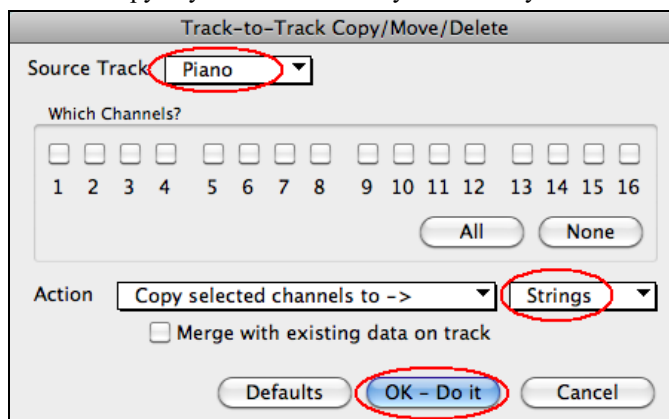 Track-to-Track Copy/Move/Delete
Source Track Piano
Which Channels?
1 2 3 4 5 6 7 8 9 10 11 12 13 14 15 16
All None
Action Copy selected channels to -> Strings
Merge with existing data on track
Defaults OK - Do it Cancel